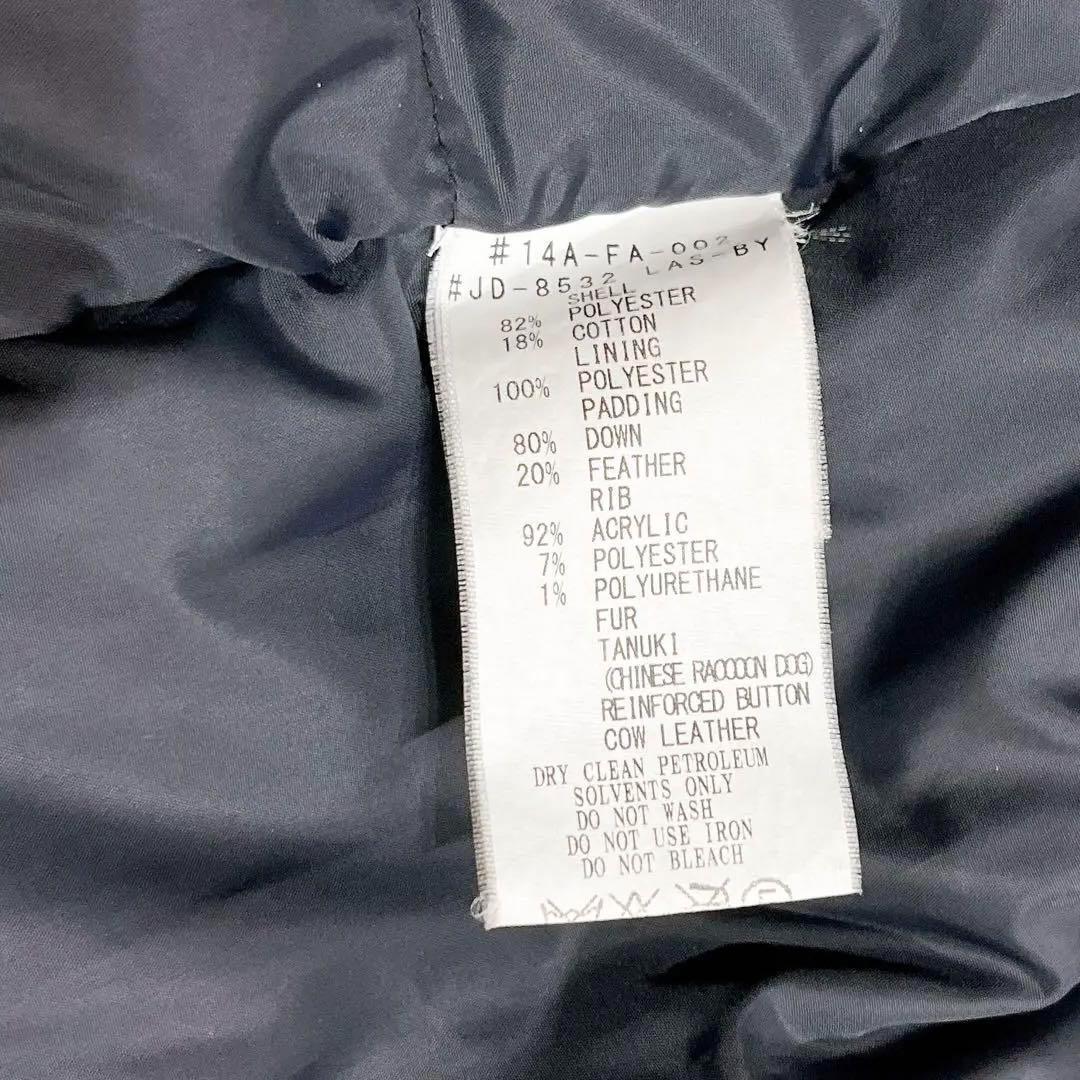 #14A-FA-002
#JD-8532 LAS-BY
SHELL
82% POLYESTER
18% COTTON
LINING
100% POLYESTER
PADDING
80% DOWN
20% FEATHER
RIB
92% ACRYLIC
7% POLYESTER
1% POLYURETHANE
FUR
TANUKI
(CHINESE RACOOON DOG)
REINFORCED BUTTON
COW LEATHER
DRY CLEAN PETROLEUM
SOLVENTS ONLY
DO NOT WASH
DO NOT USE IRON
DO NOT BLEACH